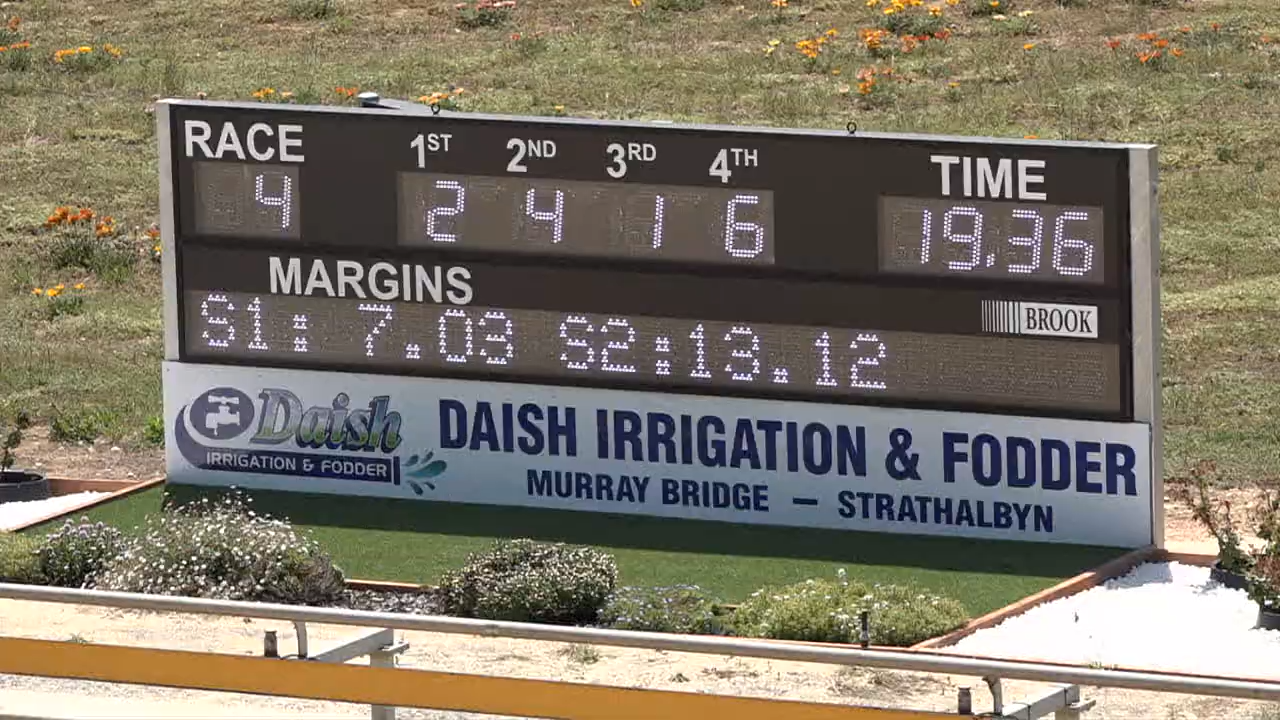 RACE 1ST 2ND 3RD 4TH TIME
4 2 4 1 6 19.36
MARGINS
BROOK
S1: 7.03 S2:13.12
Daish
IRRIGATION & FODDER
DAISH IRRIGATION & FODDER
MURRAY BRIDGE – STRATHALBYN